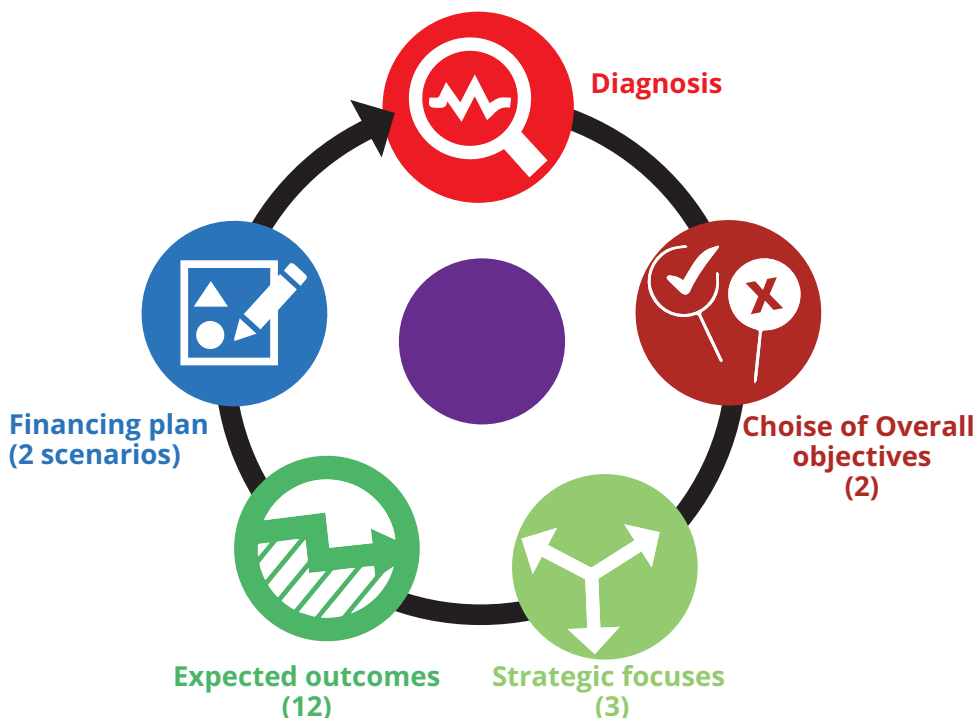 Diagnosis
Choise of Overall
objectives
(2)
Strategic focuses
(3)
Expected outcomes
(12)
Financing plan
(2 scenarios)
X